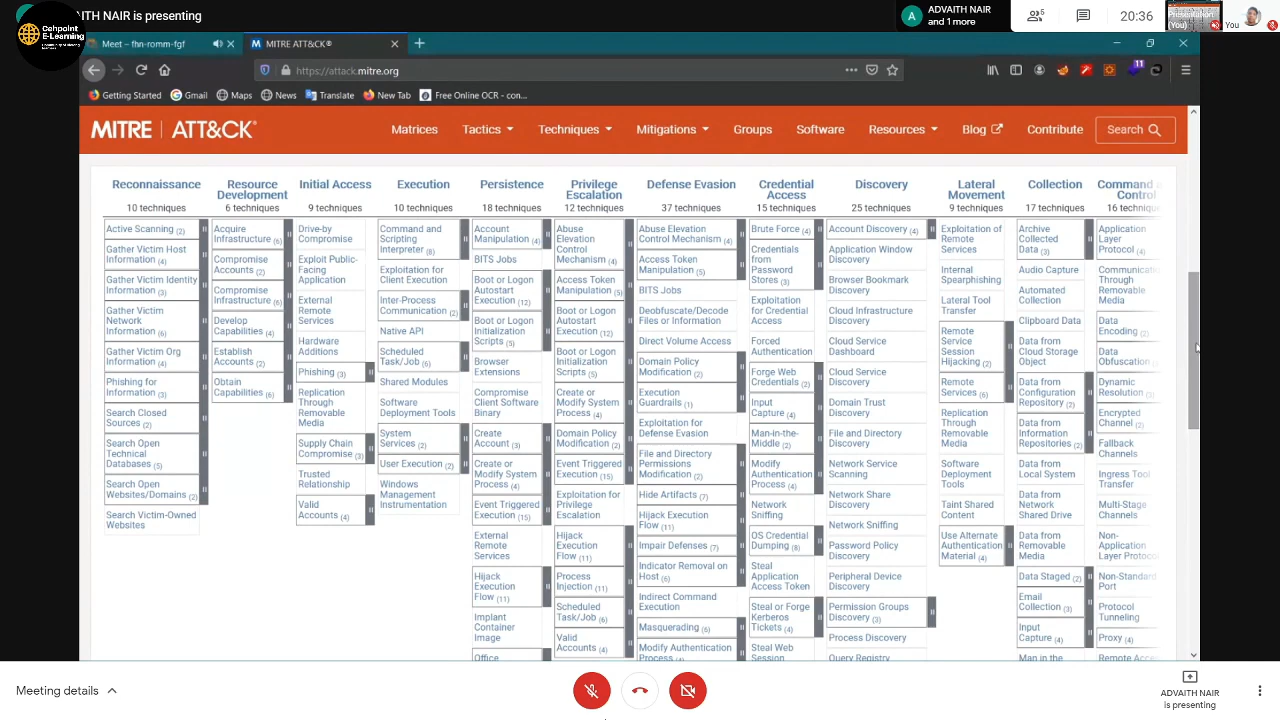 AITH NAIR is presenting
Cehpoint
E-Learning
ADVAITH NAIR
and 1 more
6
20:36
Presentation
(You)
You
Meet – fhn-romm-fgf
MITRE ATT&CK®
https://attack.mitre.org
11
Getting Started
Gmail
Maps
News
Translate
New Tab
Free Online OCR - con...
MITRE | ATT&CK®
Matrices
Tactics
Techniques
Mitigations
Groups
Software
Resources
Blog
Contribute
Search
Reconnaissance
10 techniques
Active Scanning (2)
Gather Victim Host
Information (4)
Gather Victim Identity
Information (3)
Gather Victim
Network
Information (6)
Gather Victim Org
Information (4)
Phishing for
Information (3)
Search Closed
Sources (2)
Search Open
Technical
Databases (5)
Search Open
Websites/Domains (2)
Search Victim-Owned
Websites
Resource
Development
6 techniques
Acquire
Infrastructure (6)
Compromise
Accounts (2)
Compromise
Infrastructure (6)
Develop
Capabilities (4)
Establish
Accounts (2)
Obtain
Capabilities (6)
Initial Access
9 techniques
Drive-by
Compromise
Exploit Public-
Facing
Application
External
Remote
Services
Hardware
Additions
Phishing (3)
Replication
Through
Removable
Media
Supply Chain
Compromise (3)
Trusted
Relationship
Valid
Accounts (4)
Execution
10 techniques
Command and
Scripting
Interpreter (8)
Exploitation for
Client Execution
Inter-Process
Communication (2)
Native API
Scheduled
Task/Job (6)
Shared Modules
Software
Deployment Tools
System
Services (2)
User Execution (2)
Windows
Management
Instrumentation
Persistence
18 techniques
Account
Manipulation (4)
BITS Jobs
Boot or Logon
Autostart
Execution (12)
Boot or Logon
Initialization
Scripts (5)
Browser
Extensions
Compromise
Client Software
Binary
Create
Account (3)
Create or
Modify System
Process (4)
Event Triggered
Execution (15)
External
Remote
Services
Hijack
Execution
Flow (11)
Implant
Container
Image
Office
Privilege
Escalation
12 techniques
Abuse
Elevation
Control
Mechanism (4)
Access Token
Manipulation (5)
Boot or Logon
Autostart
Execution (12)
Boot or Logon
Initialization
Scripts (5)
Create or
Modify System
Process (4)
Domain Policy
Modification (2)
Event Triggered
Execution (15)
Exploitation for
Privilege
Escalation
Hijack
Execution
Flow (11)
Process
Injection (11)
Scheduled
Task/Job (6)
Valid
Accounts (4)
Defense Evasion
37 techniques
Abuse Elevation
Control Mechanism (4)
Access Token
Manipulation (5)
BITS Jobs
Deobfuscate/Decode
Files or Information
Direct Volume Access
Domain Policy
Modification (2)
Execution
Guardrails (1)
Exploitation for
Defense Evasion
File and Directory
Permissions
Modification (2)
Hide Artifacts (7)
Hijack Execution
Flow (11)
Impair Defenses (7)
Indicator Removal on
Host (6)
Indirect Command
Execution
Masquerading (6)
Modify Authentication
Process (4)
Credential
Access
15 techniques
Brute Force (4)
Credentials
from
Password
Stores (3)
Exploitation
for Credential
Access
Forced
Authentication
Forge Web
Credentials (2)
Input
Capture (4)
Man-in-the-
Middle (2)
Modify
Authentication
Process (4)
Network
Sniffing
OS Credential
Dumping (8)
Steal
Application
Access Token
Steal or Forge
Kerberos
Tickets (4)
Steal Web
Session
Discovery
25 techniques
Account Discovery (4)
Application Window
Discovery
Browser Bookmark
Discovery
Cloud Infrastructure
Discovery
Cloud Service
Dashboard
Cloud Service
Discovery
Domain Trust
Discovery
File and Directory
Discovery
Network Service
Scanning
Network Share
Discovery
Network Sniffing
Password Policy
Discovery
Peripheral Device
Discovery
Permission Groups
Discovery (3)
Process Discovery
Query Registry
Lateral
Movement
9 techniques
Exploitation of
Remote
Services
Internal
Spearphishing
Lateral Tool
Transfer
Remote
Service
Session
Hijacking (2)
Remote
Services (6)
Replication
Through
Removable
Media
Software
Deployment
Tools
Taint Shared
Content
Use Alternate
Authentication
Material (4)
Collection
17 techniques
Archive
Collected
Data (3)
Audio Capture
Automated
Collection
Clipboard Data
Data from
Cloud Storage
Object
Data from
Configuration
Repository (2)
Data from
Information
Repositories (2)
Data from
Local System
Data from
Network
Shared Drive
Data from
Removable
Media
Data Staged (2)
Email
Collection (3)
Input
Capture (4)
Man in the
Command
Control
16 technique
Application
Layer
Protocol (4)
Communicati
Through
Removable
Media
Data
Encoding (2)
Data
Obfuscation
Dynamic
Resolution (3)
Encrypted
Channel (2)
Fallback
Channels
Ingress Tool
Transfer
Multi-Stage
Channels
Non-
Application
Layer Protoco
Non-Standard
Port
Protocol
Tunneling
Proxy (4)
Remote Acce
Meeting details
ADVAITH NAIR
is presenting